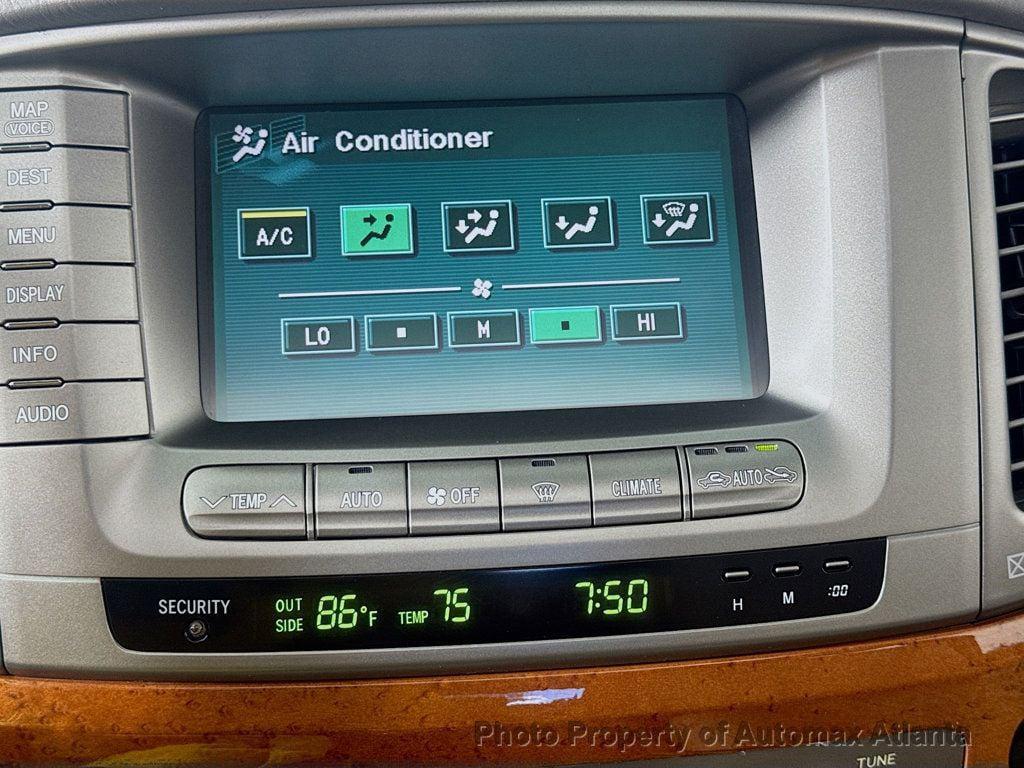 MAP
(VOICE)
DEST
MENU
DISPLAY
INFO
AUDIO
Air Conditioner
A/C
LO M HI
TEMP AUTO OFF CLIMATE AUTO
SECURITY
OUT SIDE 86°F TEMP 75 7:50
H M :00
Photo Property of Automax Atlanta
TUNE